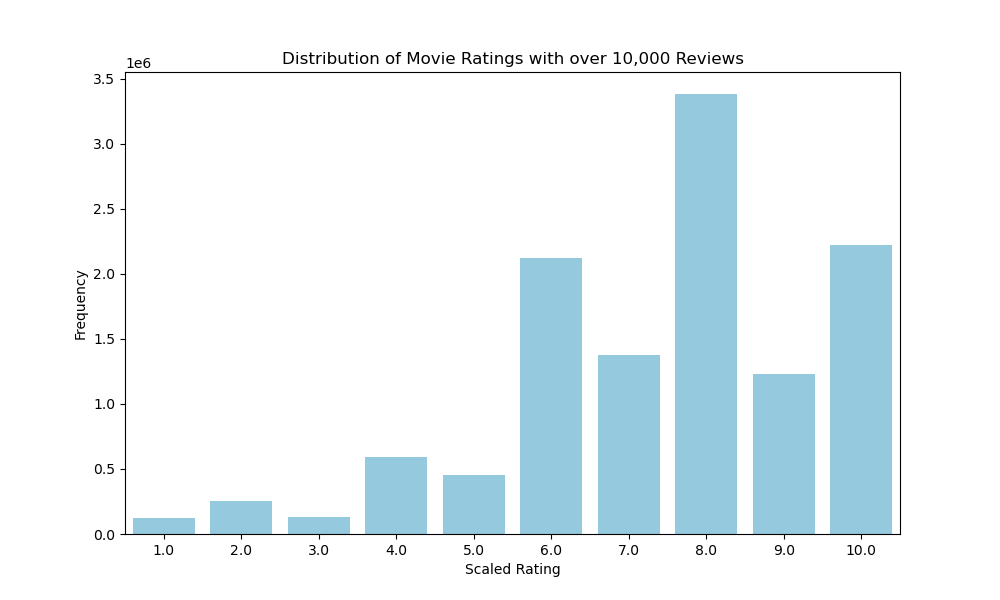 Distribution of Movie Ratings with over 10,000 Reviews
1e6
3.5
3.0
2.5
2.0
1.5
1.0
0.5
0.0
Frequency
1.0 2.0 3.0 4.0 5.0 6.0 7.0 8.0 9.0 10.0
Scaled Rating